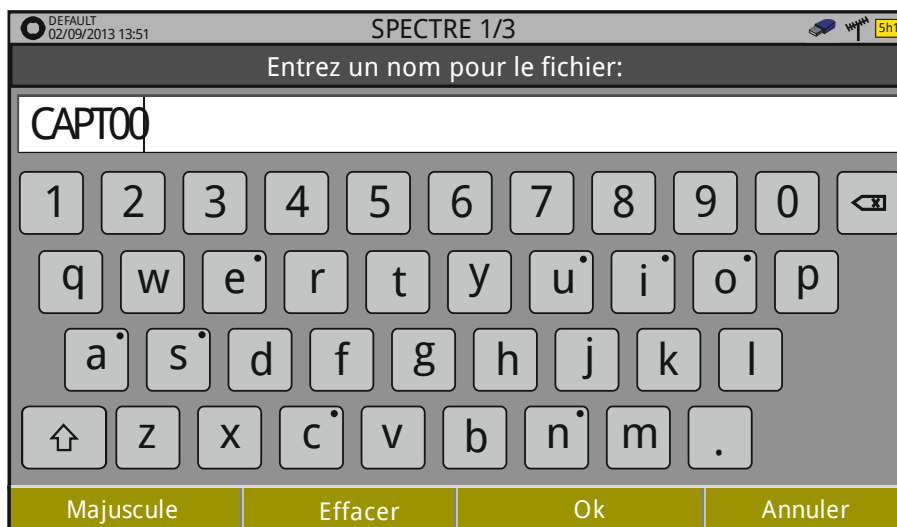 DEFAULT
02/09/2013 13:51
SPECTRE 1/3
5h1
Entrez un nom pour le fichier:
CAPT00
1 2 3 4 5 6 7 8 9 0
q w e r t y u i o p
a s d f g h j k l
z x c v b n m .
Majuscule Effacer Ok Annuler